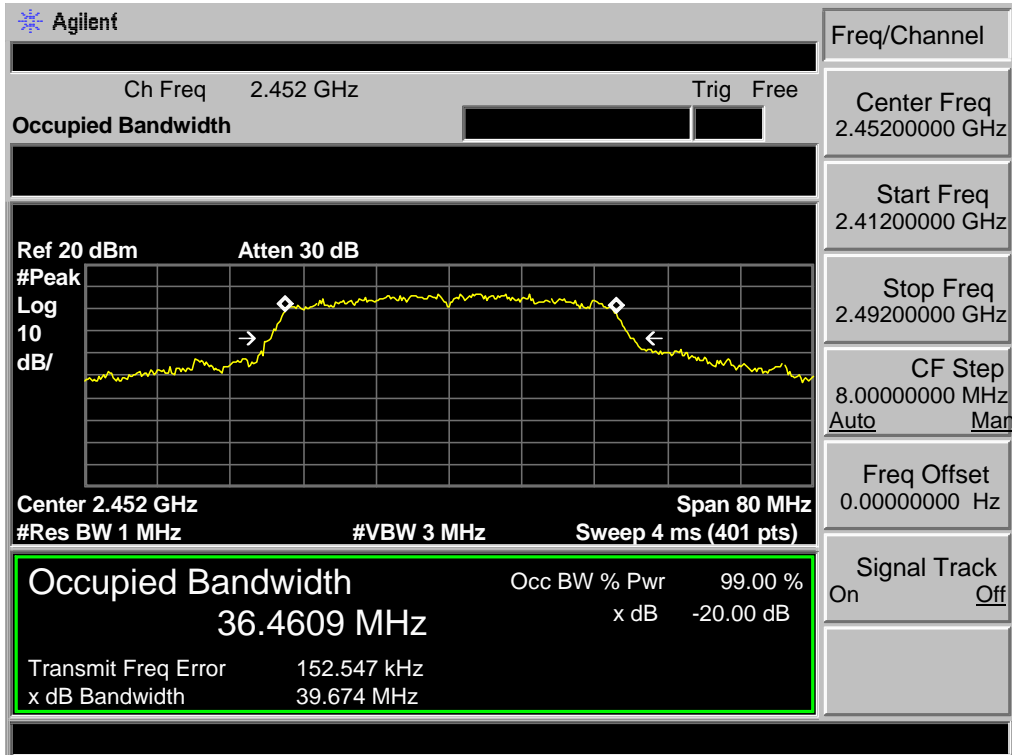 Agilent
Ch Freq 2.452 GHz Trig Free
Occupied Bandwidth
Ref 20 dBm Atten 30 dB
#Peak
Log
10
dB/
Center 2.452 GHz Span 80 MHz
#Res BW 1 MHz #VBW 3 MHz Sweep 4 ms (401 pts)
Occupied Bandwidth Occ BW % Pwr 99.00 %
36.4609 MHz x dB -20.00 dB
Transmit Freq Error 152.547 kHz
x dB Bandwidth 39.674 MHz
Freq/Channel
Center Freq
2.45200000 GHz
Start Freq
2.41200000 GHz
Stop Freq
2.49200000 GHz
CF Step
8.00000000 MHz
Auto Man
Freq Offset
0.00000000 Hz
Signal Track
On Off